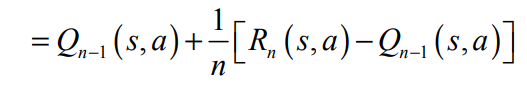 = Q_{n-1}(s,a) + \frac{1}{n}[R_n(s,a) - Q_{n-1}(s,a)]